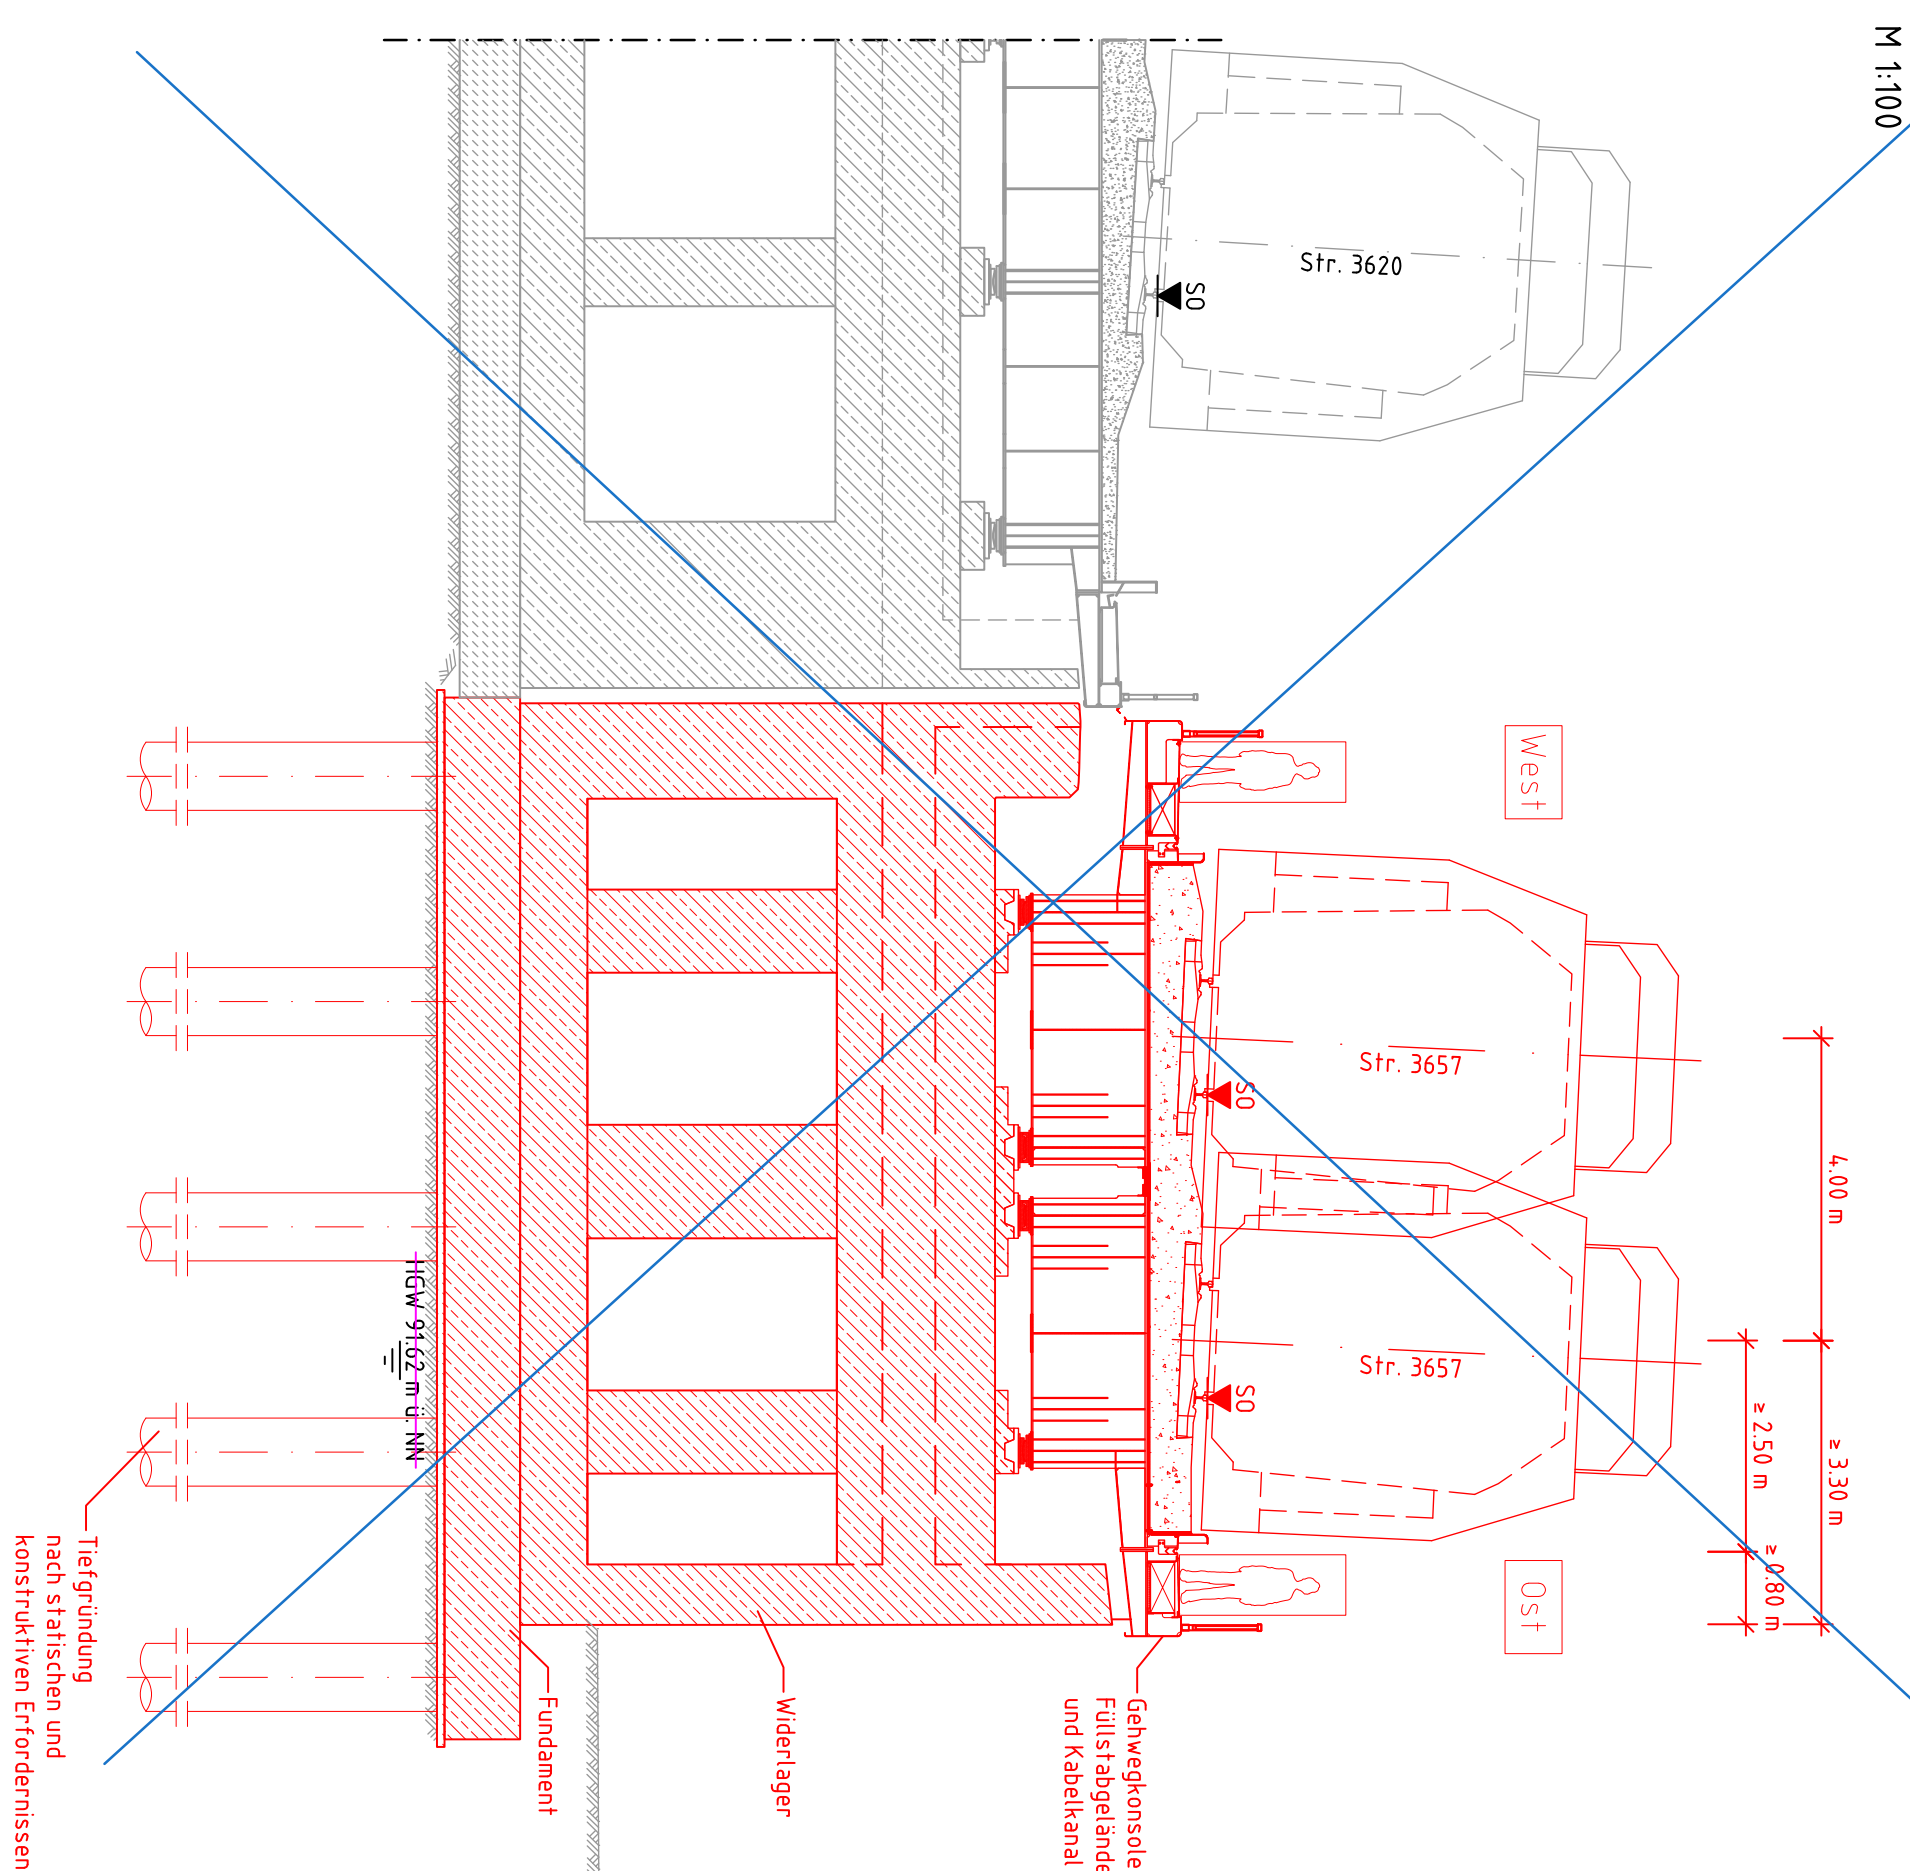 M 1:100
Str. 3620
SO
West
Str. 3657
SO
4.00 m
Str. 3657
SO
≥ 2.50 m
≥ 3.30 m
≥ 0.80 m
Ost
HGW 91.62 m ü. NN
Gehwegkonsole
Füllstabgelände
und Kabelkanal
Widerlager
Fundament
Tiefgründung
nach statischen und
konstruktiven Erfordernissen